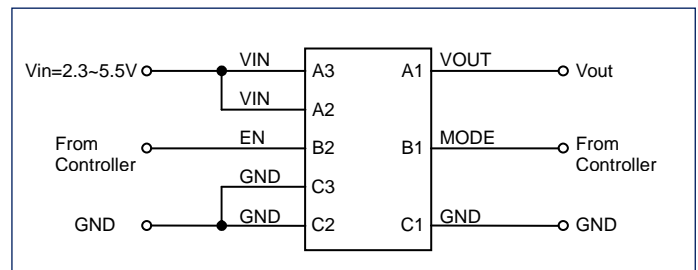 Vin=2.3~5.5V VIN A3 A1 VOUT Vout
VIN A2
From Controller EN B2 B1 MODE From Controller
GND C3
GND GND C2 C1 GND GND